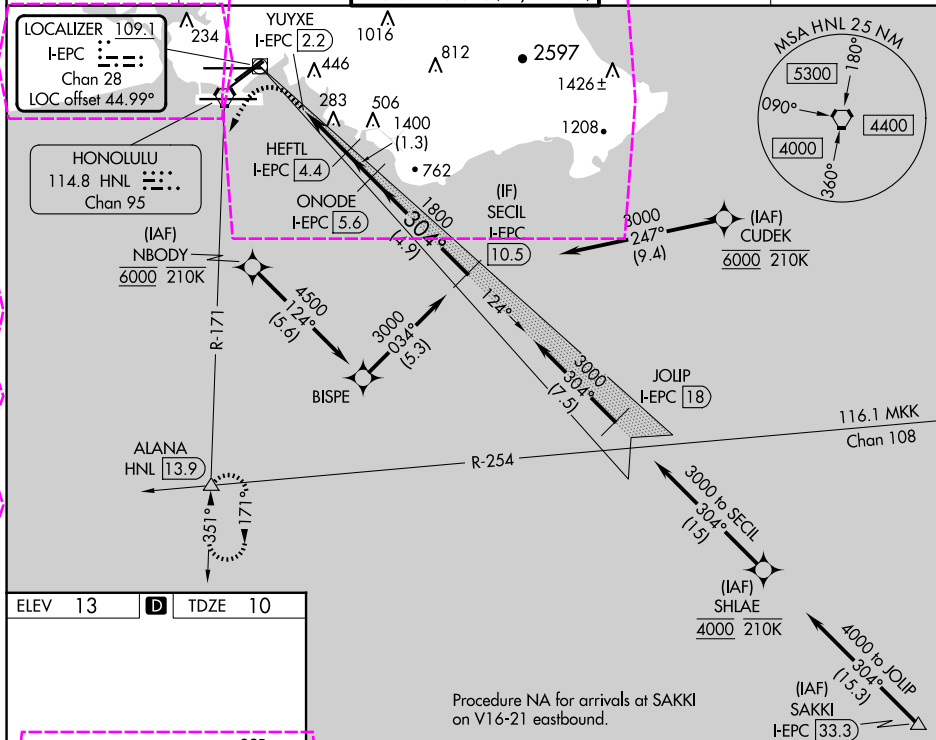 LOCALIZER 109.1
I-EPC
Chan 28
LOC offset 44.99°
234
YUYXE
I-EPC 2.2
1016
446
812
2597
1426 ±
283
506
1400
(1.3)
1208
762
HEFTL
I-EPC 4.4
ONODE
I-EPC 5.6
MSA HNL 25 NM
5300
180°
090°
4400
4000
360°
HONOLULU
114.8 HNL
Chan 95
(IF)
SECIL
I-EPC
10.5
1800
304°
(4.9)
3000
247°
(9.4)
(IAF)
CUDEK
6000 210K
(IAF)
NBODY
6000 210K
4500
124°
(5.6)
3000
034°
(5.3)
BISPE
124°
3000
304°
(7.5)
JOLIP
I-EPC 18
R-171
116.1 MKK
Chan 108
R-254
ALANA
HNL 13.9
351°
171°
3000 to SECIL
304°
(15)
(IAF)
SHLAE
4000 210K
4000 to JOLIP
304°
(15.3)
(IAF)
SAKKI
I-EPC 33.3
ELEV 13 D TDZE 10
Procedure NA for arrivals at SAKKI
on V16-21 eastbound.